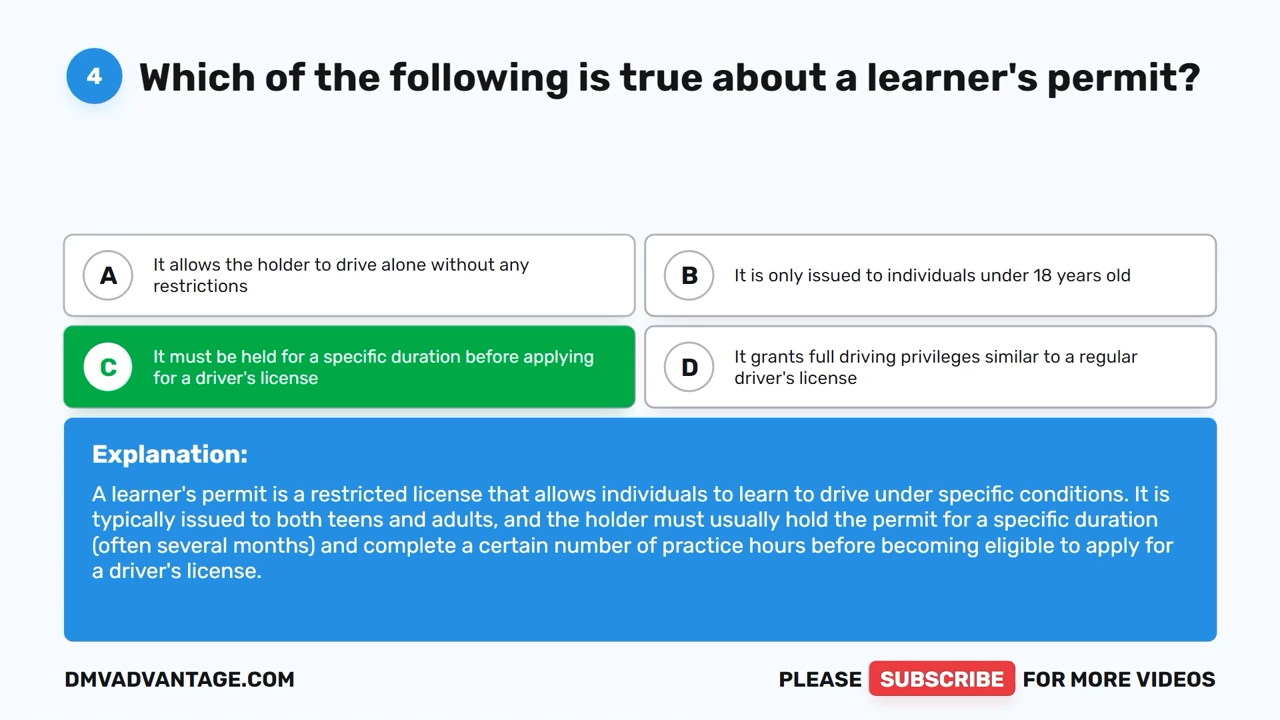 4
Which of the following is true about a learner's permit?
A
It allows the holder to drive alone without any
restrictions
B
It is only issued to individuals under 18 years old
C
It must be held for a specific duration before applying
for a driver's license
D
It grants full driving privileges similar to a regular
driver's license
Explanation:
A learner's permit is a restricted license that allows individuals to learn to drive under specific conditions. It is
typically issued to both teens and adults, and the holder must usually hold the permit for a specific duration
(often several months) and complete a certain number of practice hours before becoming eligible to apply for
a driver's license.
DMVADVANTAGE.COM
PLEASE SUBSCRIBE FOR MORE VIDEOS